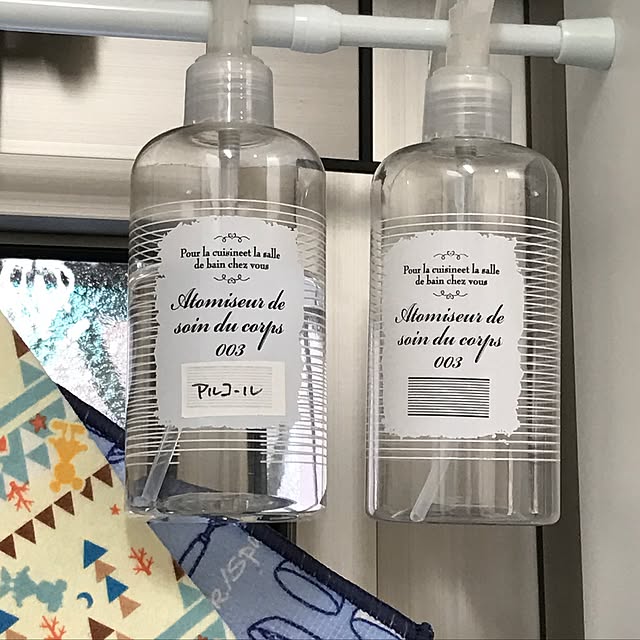 Pour la cuisineet la salle
de bain chez vous
Atomiseur de
soin du corps
003
アルコール
Pour la cuisineet la salle
de bain chez vous
Atomiseur de
soin du corps
003